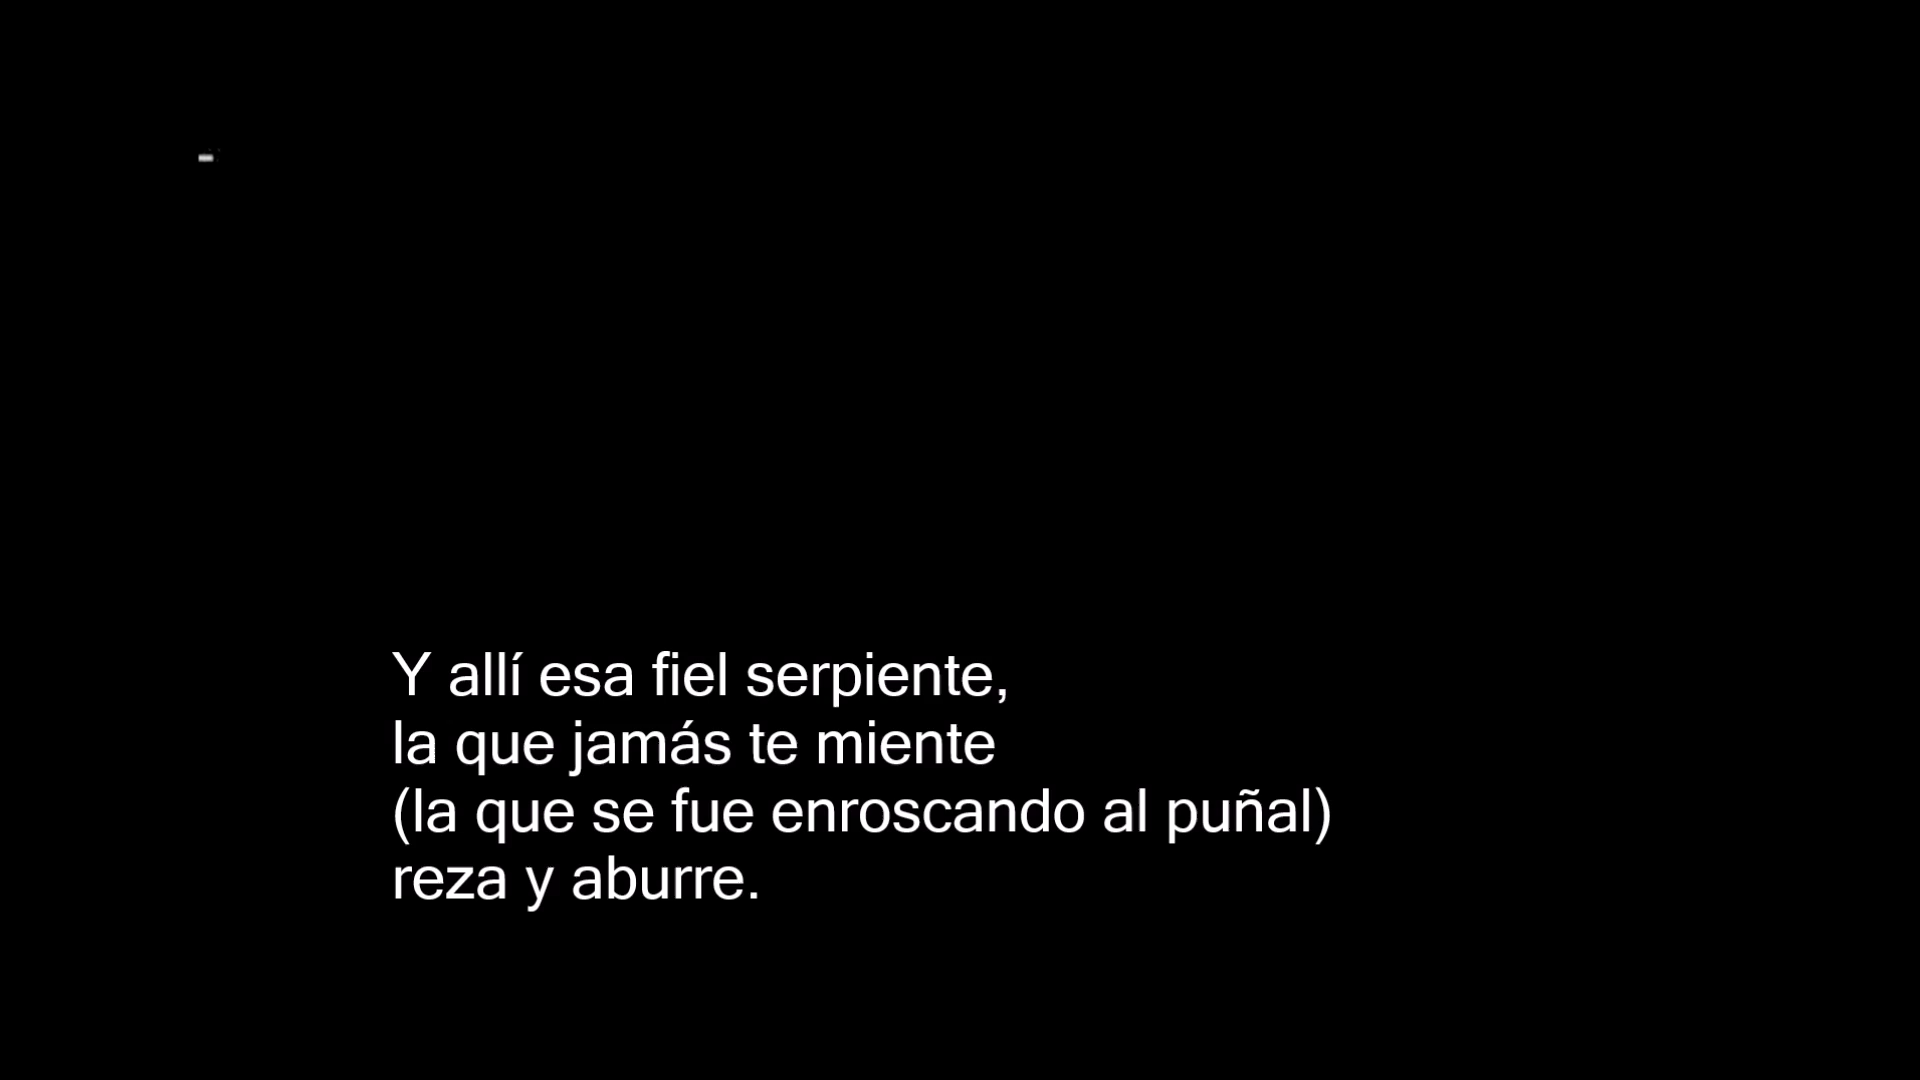 Y allí esa fiel serpiente,
la que jamás te miente
(la que se fue enroscando al puñal)
reza y aburre.